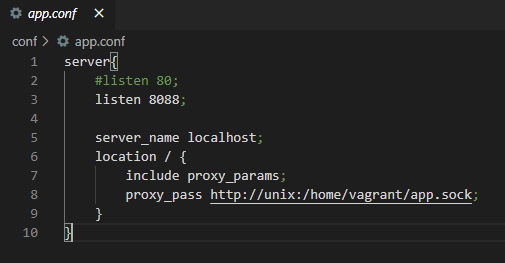 app.conf ×
conf > app.conf
1 server{
2 #listen 80;
3 listen 8088;
4
5 server_name localhost;
6 location / {
7 include proxy_params;
8 proxy_pass http://unix:/home/vagrant/app.sock;
9 }
10 }